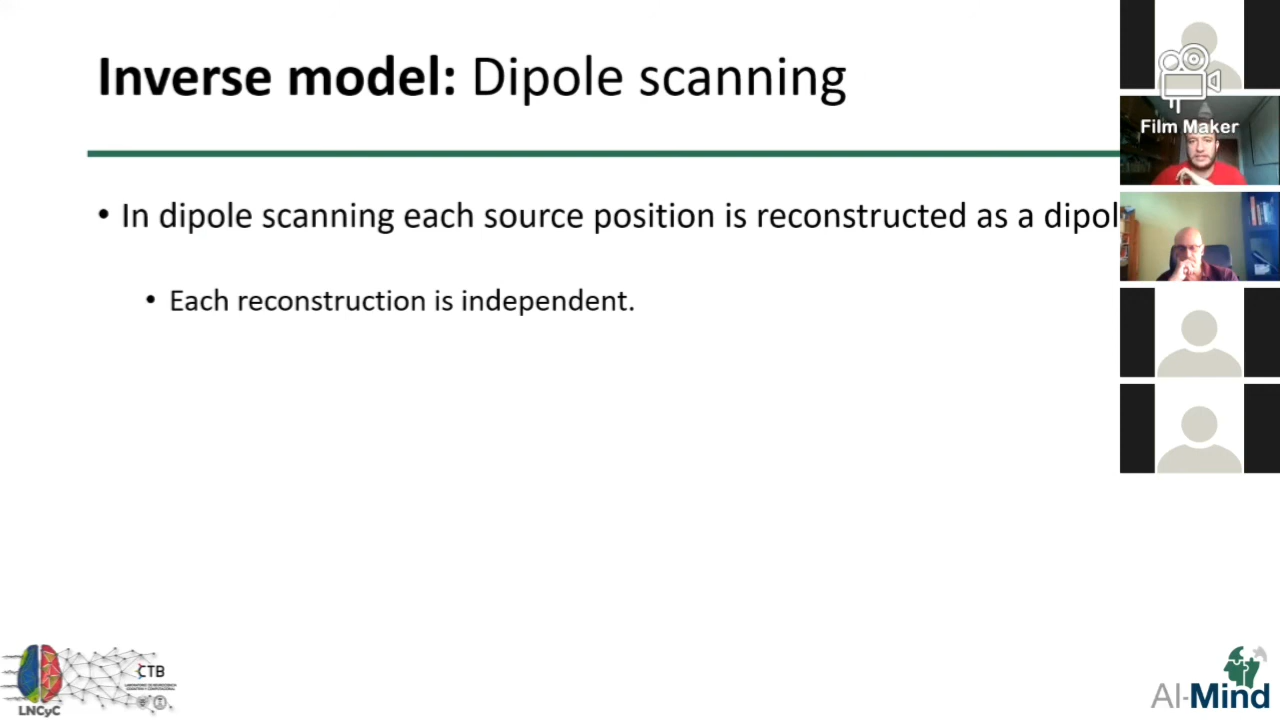 Inverse model: Dipole scanning
Film Maker
• In dipole scanning each source position is reconstructed as a dipol
• Each reconstruction is independent.
CTB
LNCyC
AI-Mind